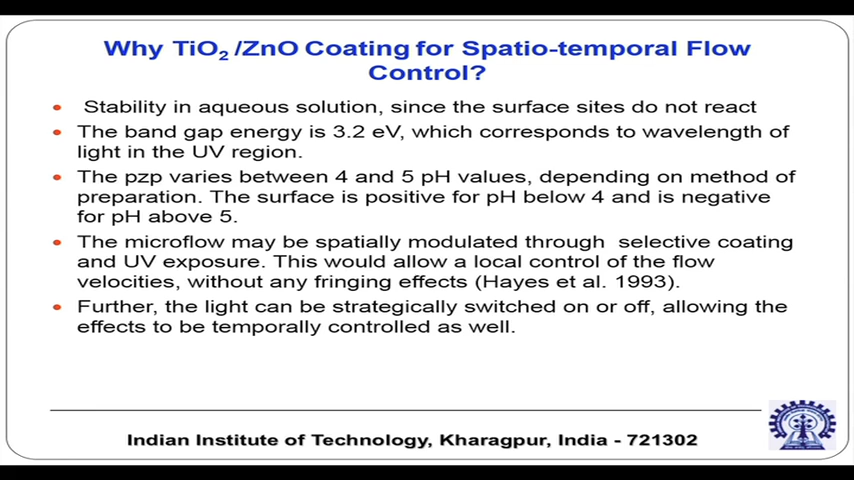 Why TiO2 /ZnO Coating for Spatio-temporal Flow
Control?
• Stability in aqueous solution, since the surface sites do not react
• The band gap energy is 3.2 eV, which corresponds to wavelength of
light in the UV region.
• The pzp varies between 4 and 5 pH values, depending on method of
preparation. The surface is positive for pH below 4 and is negative
for pH above 5.
• The microflow may be spatially modulated through selective coating
and UV exposure. This would allow a local control of the flow
velocities, without any fringing effects (Hayes et al. 1993).
• Further, the light can be strategically switched on or off, allowing the
effects to be temporally controlled as well.
Indian Institute of Technology, Kharagpur, India - 721302